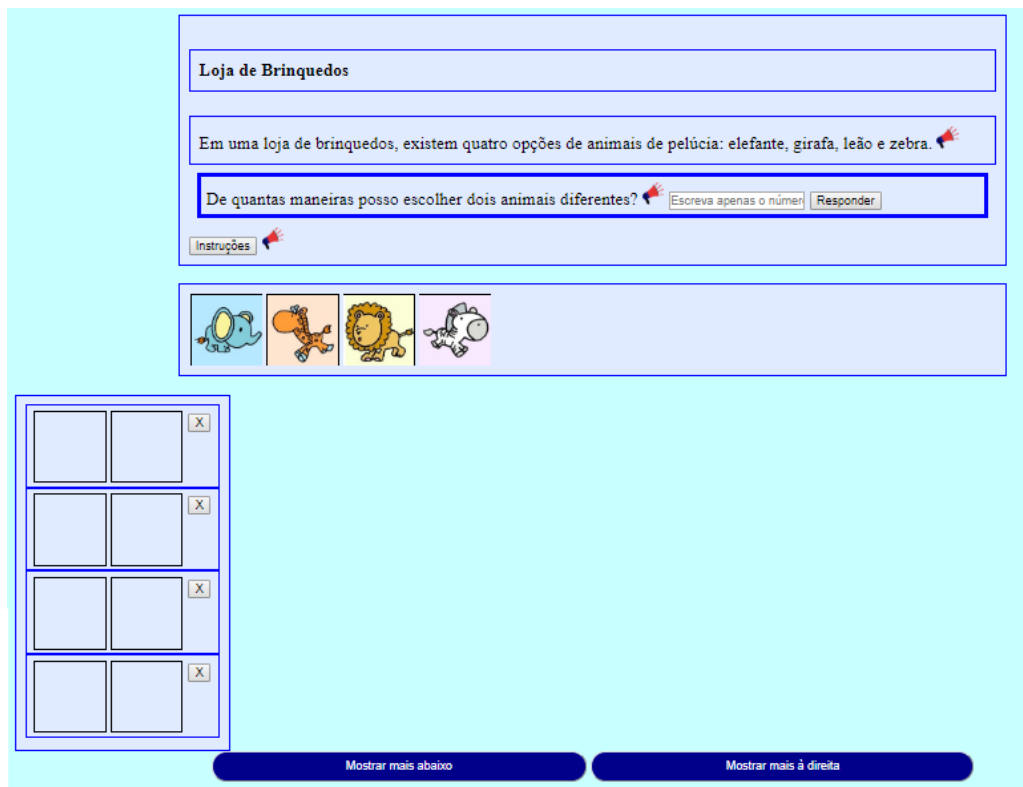 Loja de Brinquedos
Em uma loja de brinquedos, existem quatro opções de animais de pelúcia: elefante, girafa, leão e zebra.
De quantas maneiras posso escolher dois animais diferentes? Escreva apenas o númer Responder
Instruções
X
X
X
X
Mostrar mais abaixo Mostrar mais à direita